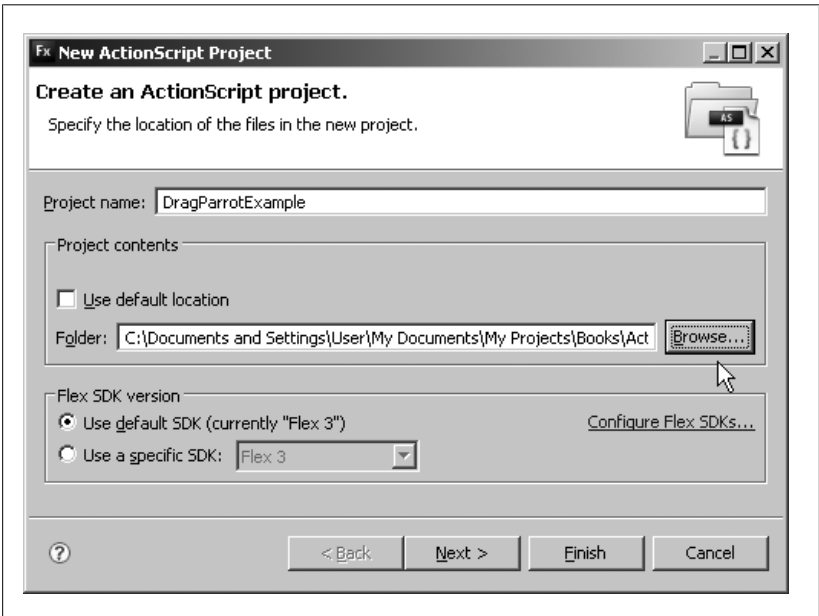 Fx New ActionScript Project
Create an ActionScript project.
Specify the location of the files in the new project.
AS
{ }
Project name: DragParrotExample
Project contents
Use default location
Folder: C:\Documents and Settings\User\My Documents\My Projects\Books\Act Browse...
Flex SDK version
Use default SDK (currently "Flex 3") Configure Flex SDKs...
Use a specific SDK: Flex 3
? < Back Next > Finish Cancel